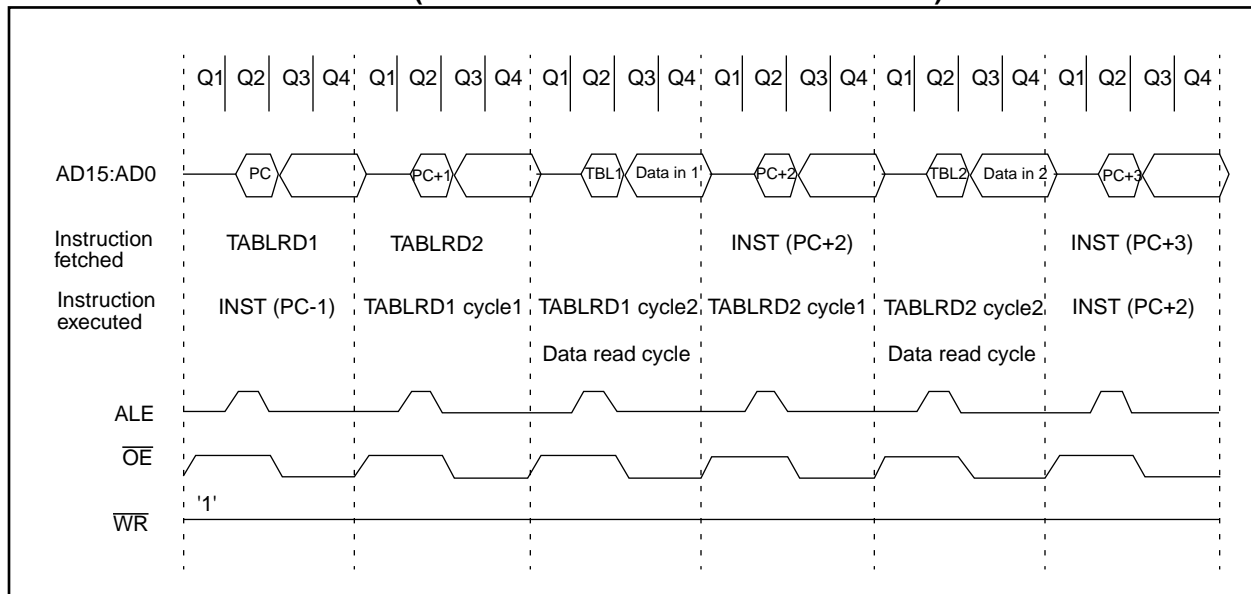 Q1 Q2 Q3 Q4 Q1 Q2 Q3 Q4 Q1 Q2 Q3 Q4 Q1 Q2 Q3 Q4 Q1 Q2 Q3 Q4 Q1 Q2 Q3 Q4
AD15:AD0 PC PC+1 TBL1 Data in 1 PC+2 TBL2 Data in 2 PC+3
Instruction
fetched
TABLRD1 TABLRD2 INST (PC+2) INST (PC+3)
Instruction
executed
INST (PC-1) TABLRD1 cycle1 TABLRD1 cycle2 TABLRD2 cycle1 TABLRD2 cycle2 INST (PC+2)
Data read cycle Data read cycle
ALE
OE
'1'
WR